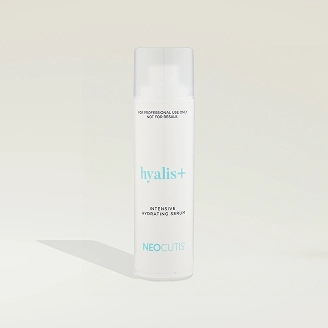 FOR PROFESSIONAL USE ONLY
NOT FOR RESALE
hyalis+
INTENSIVE
HYDRATING SERUM
NEOCUTIS